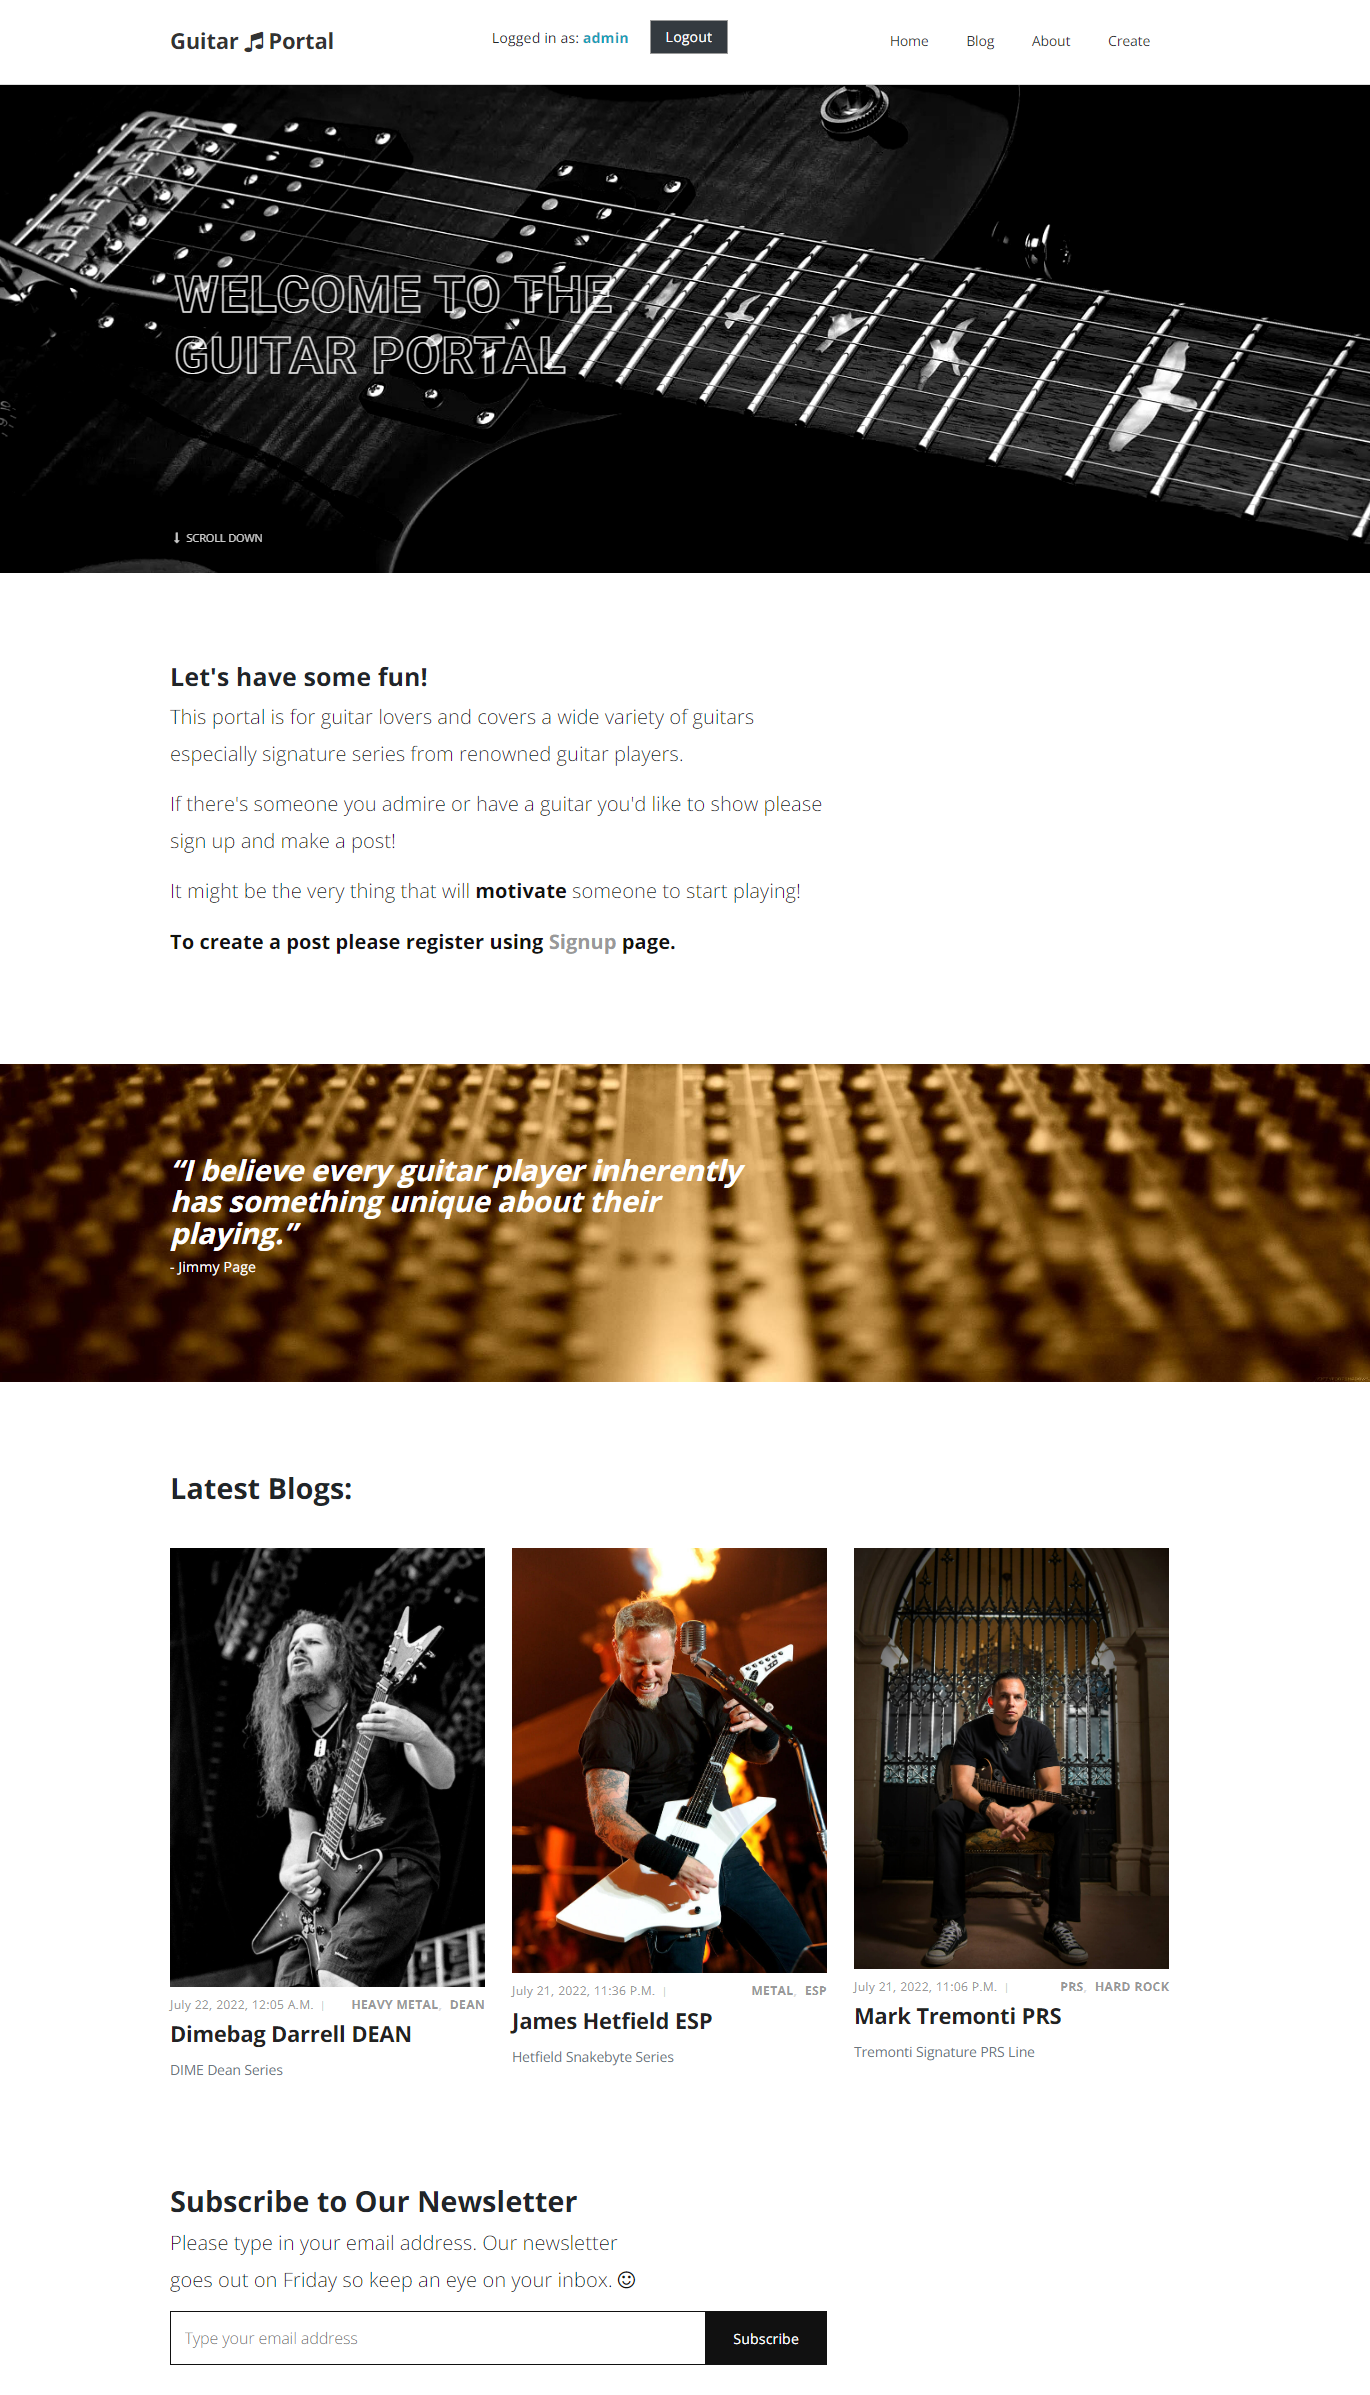 Guitar Portal
Logged in as: admin
Logout
Home
Blog
About
Create
WELCOME TO THE
GUITAR PORTAL
SCROLL DOWN
Let's have some fun!
This portal is for guitar lovers and covers a wide variety of guitars
especially signature series from renowned guitar players.
If there's someone you admire or have a guitar you'd like to show please
sign up and make a post!
It might be the very thing that will motivate someone to start playing!
To create a post please register using Signup page.
“I believe every guitar player inherently
has something unique about their
playing.”
- Jimmy Page
Latest Blogs:
July 22, 2022, 12:05 A.M. | HEAVY METAL, DEAN
Dimebag Darrell DEAN
DIME Dean Series
July 21, 2022, 11:36 P.M. | METAL, ESP
James Hetfield ESP
Hetfield Snakebyte Series
July 21, 2022, 11:06 P.M. | PRS, HARD ROCK
Mark Tremonti PRS
Tremonti Signature PRS Line
Subscribe to Our Newsletter
Please type in your email address. Our newsletter
goes out on Friday so keep an eye on your inbox.
Type your email address
Subscribe